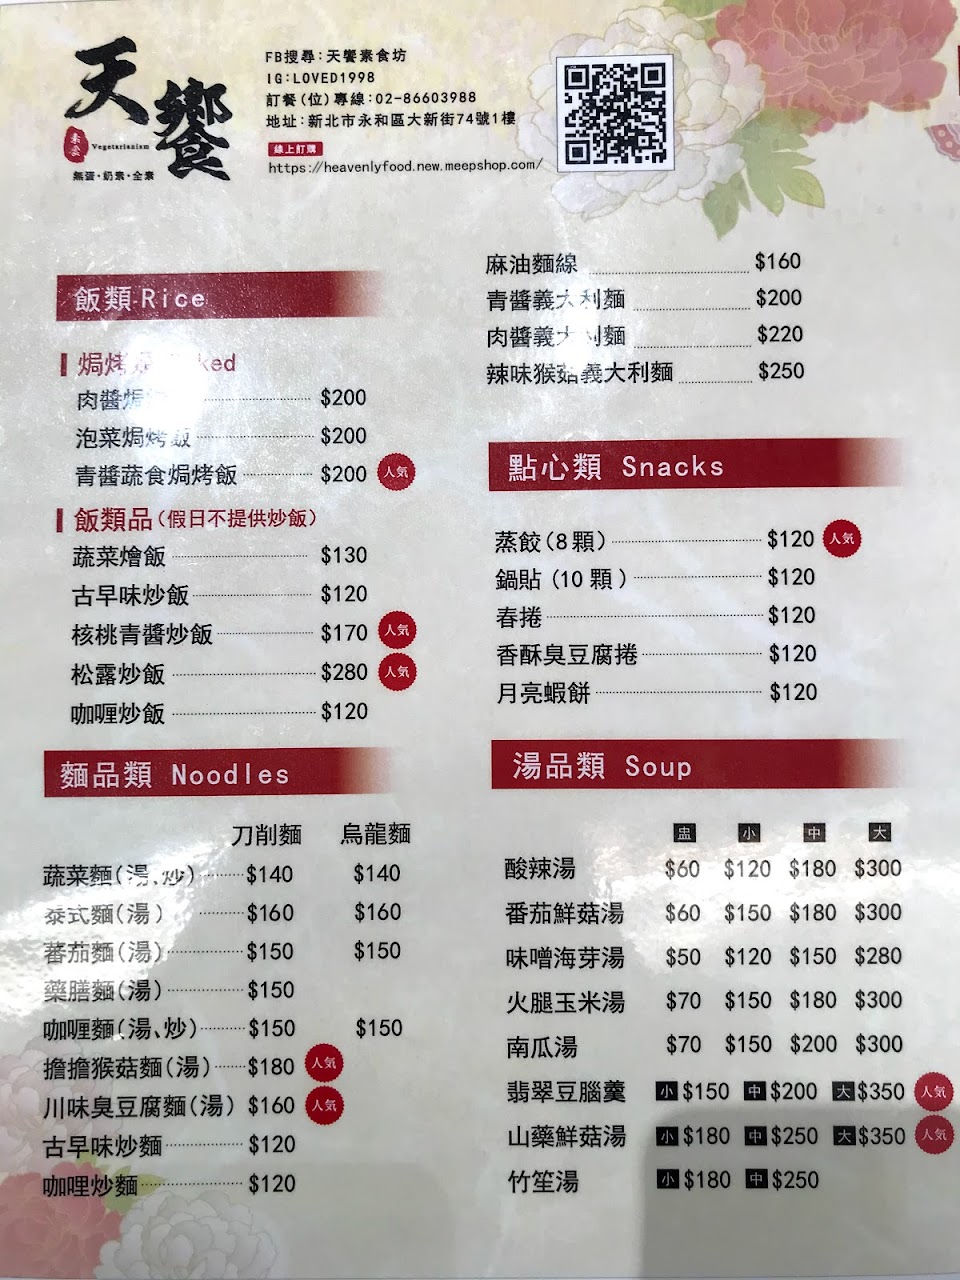 天饗
素食
Vegetarianism
無蛋・奶素・全素
FB搜尋:天饗素食坊
IG:LOVED1998
訂餐(位)專線:02-86603988
地址:新北市永和區大新街74號1樓
線上訂購
https://heavenlyfood.new.meepshop.com/
飯類 Rice
焗烤 ked
肉醬焗 $200
泡菜焗烤飯 $200
青醬蔬食焗烤飯 $200 人気
飯類品(假日不提供炒飯)
蔬菜燴飯 $130
古早味炒飯 $120
核桃青醬炒飯 $170 人気
松露炒飯 $280 人気
咖喱炒飯 $120
麵品類 Noodles
刀削麵 烏龍麵
蔬菜麵(湯、炒) $140 $140
泰式麵(湯) $160 $160
蕃茄麵(湯) $150 $150
藥膳麵(湯) $150
咖喱麵(湯、炒) $150 $150
擔擔猴菇麵(湯) $180 人気
川味臭豆腐麵(湯) $160 人気
古早味炒麵 $120
咖哩炒麵 $120
麻油麵線 $160
青醬義大利麵 $200
肉醬義大利麵 $220
辣味猴菇義大利麵 $250
點心類 Snacks
蒸餃(8顆) $120 人気
鍋貼(10顆) $120
春捲 $120
香酥臭豆腐捲 $120
月亮蝦餅 $120
湯品類 Soup
盅 小 中 大
酸辣湯 $60 $120 $180 $300
番茄鮮菇湯 $60 $150 $180 $300
味噌海芽湯 $50 $120 $150 $280
火腿玉米湯 $70 $150 $180 $300
南瓜湯 $70 $150 $200 $300
翡翠豆腦羹 小 $150 中 $200 大 $350 人気
山藥鮮菇湯 小 $180 中 $250 大 $350 人気
竹笙湯 小 $180 中 $250